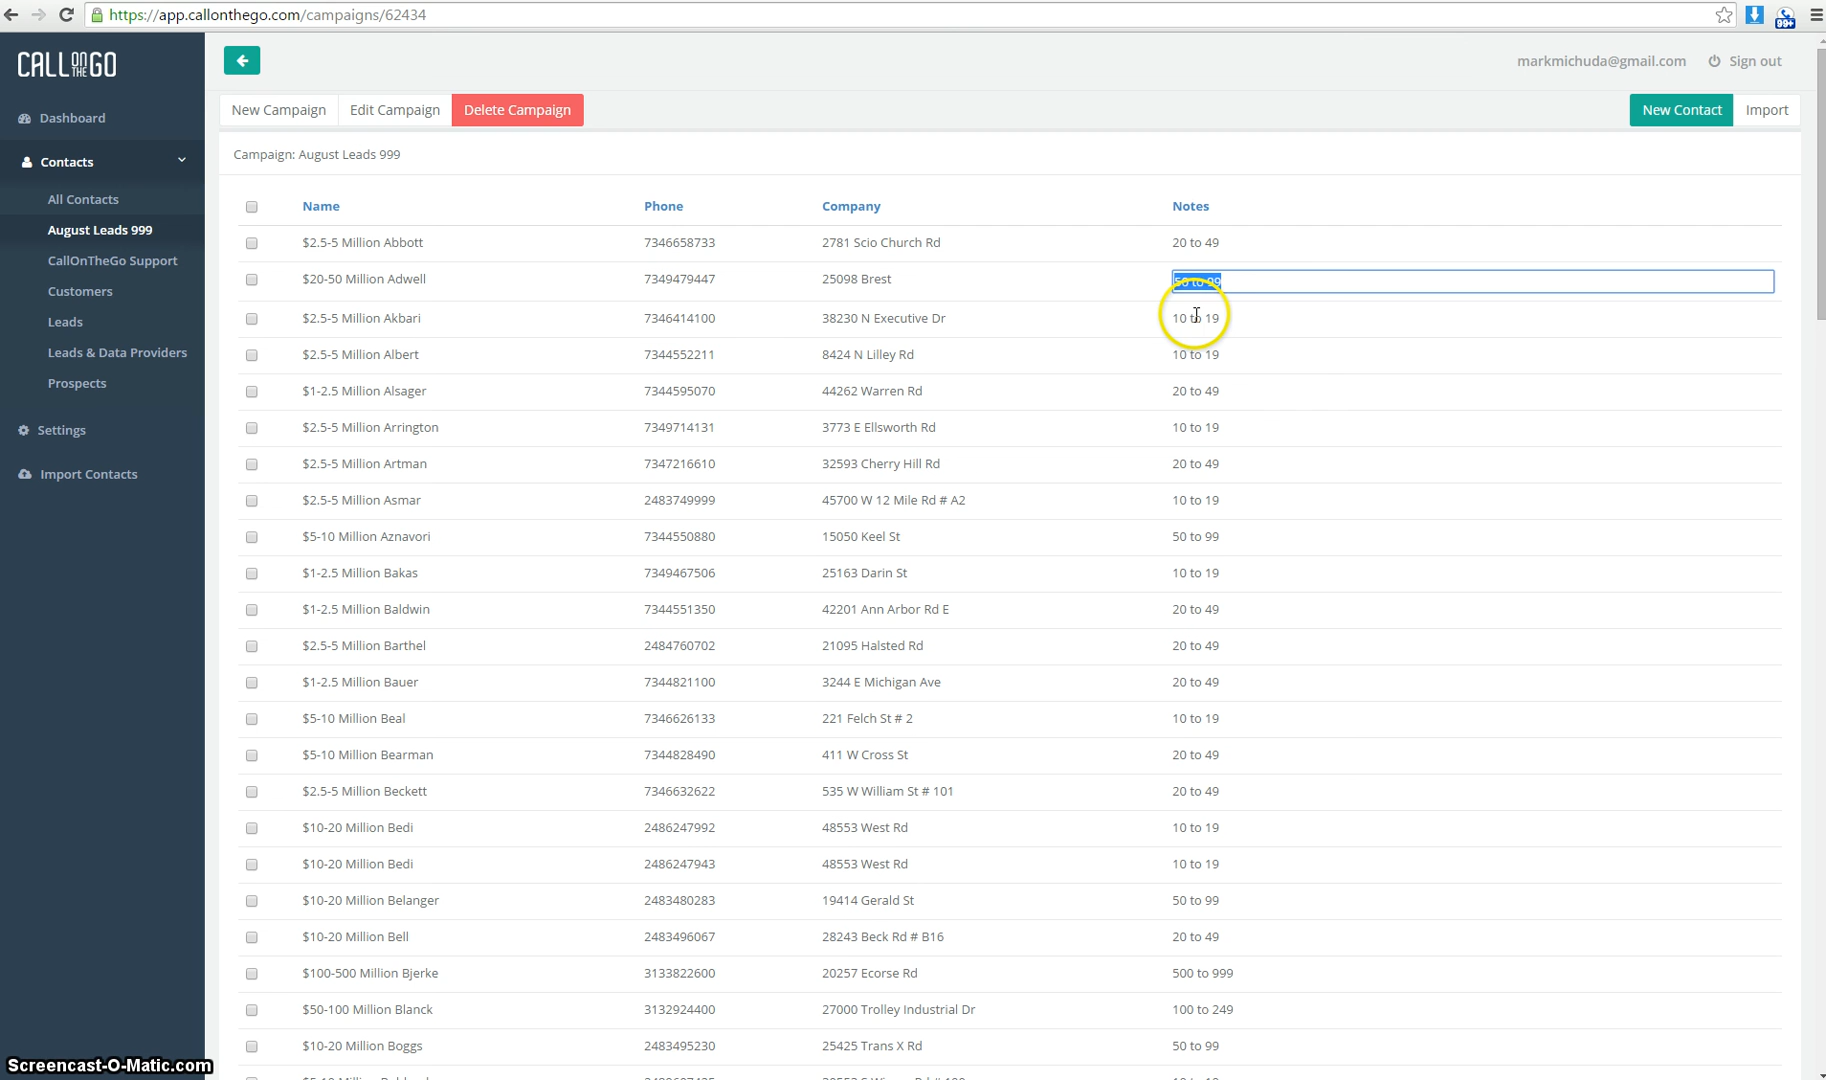 https://app.callonthego.com/campaigns/62434
99+
CALL ON THE GO
markmichuda@gmail.com Sign out
Dashboard
New Campaign Edit Campaign Delete Campaign New Contact Import
Contacts
Campaign: August Leads 999
All Contacts
August Leads 999
CallOnTheGo Support
Customers
Leads
Leads & Data Providers
Prospects
Settings
Import Contacts
Name Phone Company Notes
$2.5-5 Million Abbott 7346658733 2781 Scio Church Rd 20 to 49
$20-50 Million Adwell 7349479447 25098 Brest 50 to 99
$2.5-5 Million Akbari 7346414100 38230 N Executive Dr 10 to 19
$2.5-5 Million Albert 7344552211 8424 N Lilley Rd 10 to 19
$1-2.5 Million Alsager 7344595070 44262 Warren Rd 20 to 49
$2.5-5 Million Arrington 7349714131 3773 E Ellsworth Rd 10 to 19
$2.5-5 Million Artman 7347216610 32593 Cherry Hill Rd 20 to 49
$2.5-5 Million Asmar 2483749999 45700 W 12 Mile Rd # A2 10 to 19
$5-10 Million Aznavori 7344550880 15050 Keel St 50 to 99
$1-2.5 Million Bakas 7349467506 25163 Darin St 10 to 19
$1-2.5 Million Baldwin 7344551350 42201 Ann Arbor Rd E 20 to 49
$2.5-5 Million Barthel 2484760702 21095 Halsted Rd 20 to 49
$1-2.5 Million Bauer 7344821100 3244 E Michigan Ave 20 to 49
$5-10 Million Beal 7346626133 221 Felch St # 2 10 to 19
$5-10 Million Bearman 7344828490 411 W Cross St 20 to 49
$2.5-5 Million Beckett 7346632622 535 W William St # 101 20 to 49
$10-20 Million Bedi 2486247992 48553 West Rd 10 to 19
$10-20 Million Bedi 2486247943 48553 West Rd 10 to 19
$10-20 Million Belanger 2483480283 19414 Gerald St 50 to 99
$10-20 Million Bell 2483496067 28243 Beck Rd # B16 20 to 49
$100-500 Million Bjerke 3133822600 20257 Ecorse Rd 500 to 999
$50-100 Million Blanck 3132924400 27000 Trolley Industrial Dr 100 to 249
$10-20 Million Boggs 2483495230 25425 Trans X Rd 50 to 99
Screencast-O-Matic.com